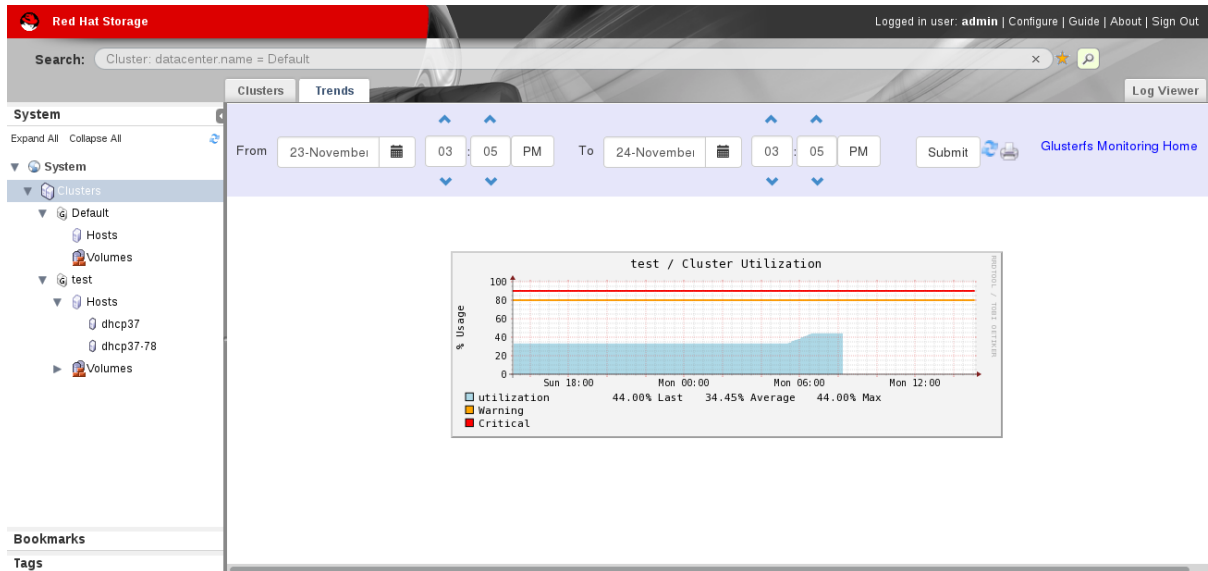 Red Hat Storage
Logged in user: admin | Configure | Guide | About | Sign Out
Search: Cluster: datacenter.name = Default
Clusters Trends Log Viewer
System
Expand All Collapse All
System
Clusters
Default
Hosts
Volumes
test
Hosts
dhcp37
dhcp37-78
Volumes
Bookmarks
Tags
From 23-November 03 : 05 PM To 24-November 03 : 05 PM Submit Glusterfs Monitoring Home
test / Cluster Utilization
RRDTOOL / TOBI OETIKER
% Usage
100
80
60
40
20
0
Sun 18:00 Mon 00:00 Mon 06:00 Mon 12:00
utilization 44.00% Last 34.45% Average 44.00% Max
Warning
Critical